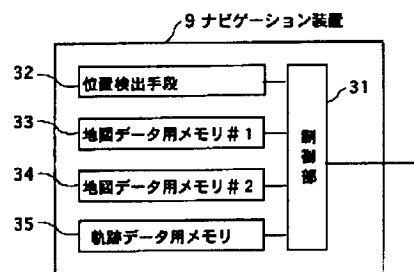 9 ナビゲーション装置
32
位置検出手段
31
33
地図データ用メモリ#1
制御部
34
地図データ用メモリ#2
35
軌跡データ用メモリ